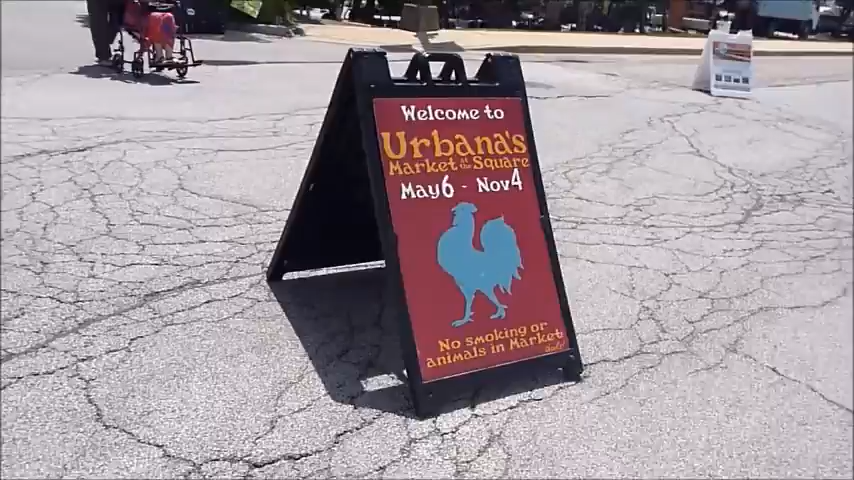 Welcome to
Urbana's
Market at the Square
May 6 - Nov 4
No smoking or
animals in Market